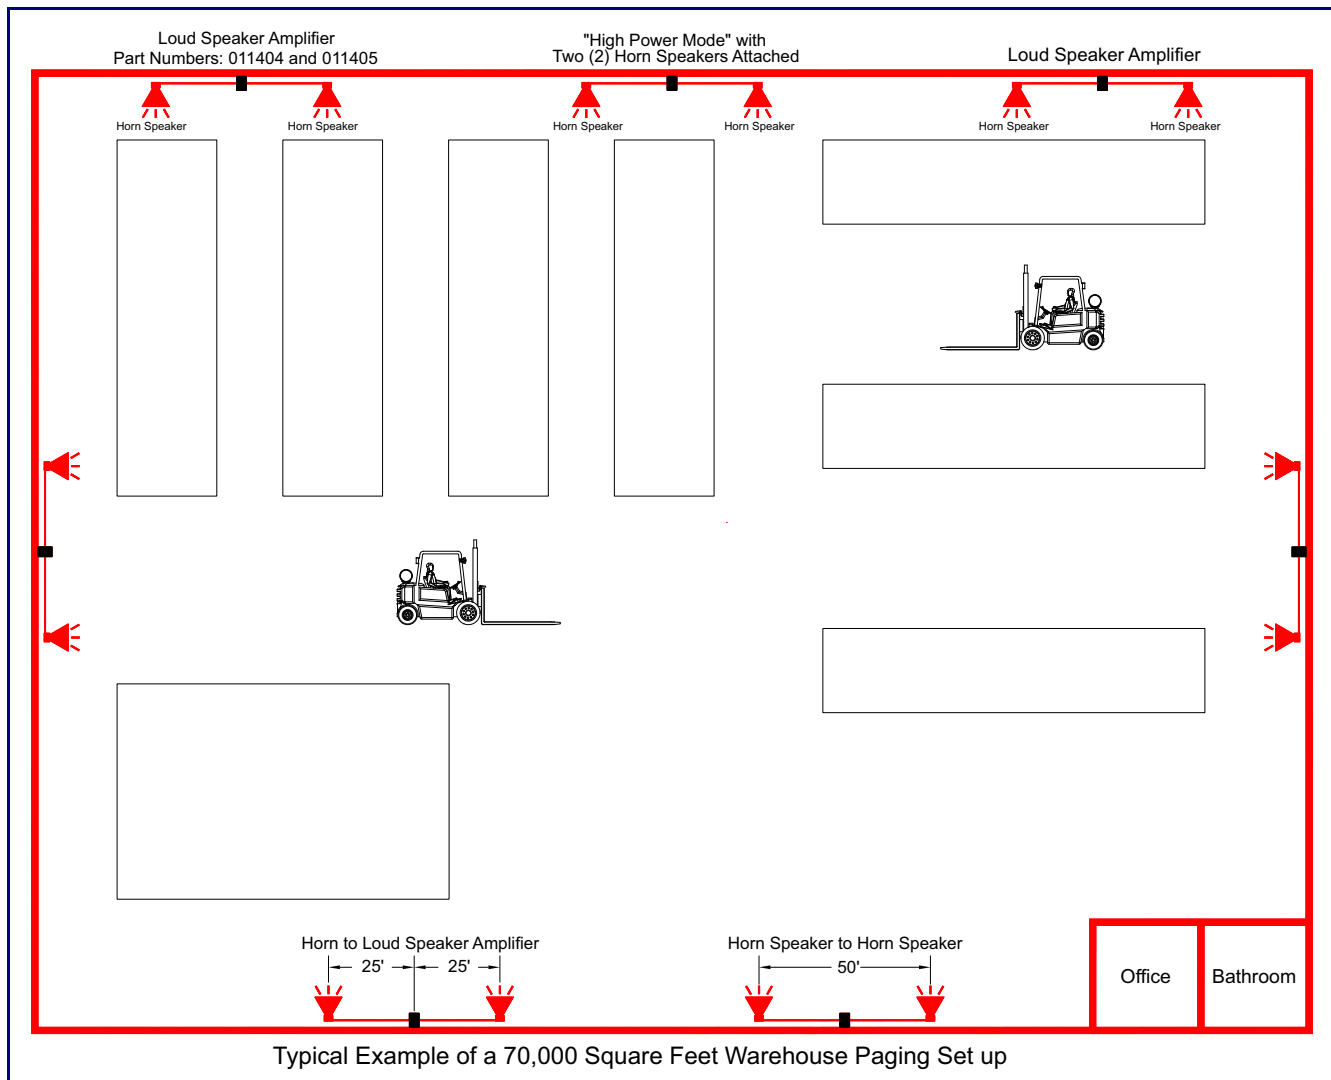 Loud Speaker Amplifier
Part Numbers: 011404 and 011405
"High Power Mode" with
Two (2) Horn Speakers Attached
Loud Speaker Amplifier
Horn Speaker
Horn Speaker
Horn Speaker
Horn Speaker
Horn Speaker
Horn Speaker
Horn to Loud Speaker Amplifier
25'
25'
Horn Speaker to Horn Speaker
50'
Office
Bathroom
Typical Example of a 70,000 Square Feet Warehouse Paging Set up